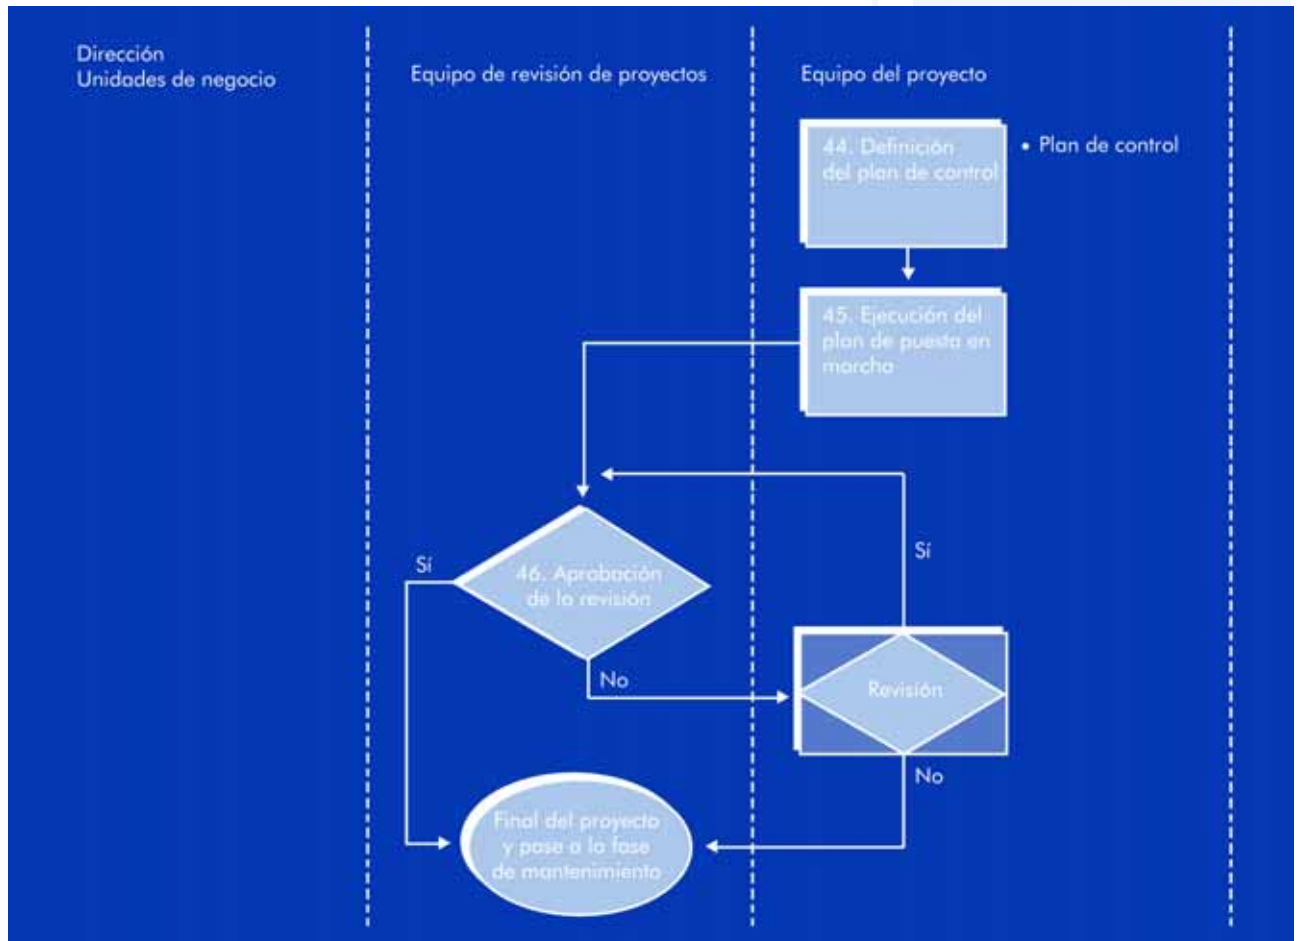 Dirección
Unidades de negocio
Equipo de revisión de proyectos
Equipo del proyecto
44. Definición
del plan de control
• Plan de control
45. Ejecución del
plan de puesta en
marcha
Sí
46. Aprobación
de la revisión
Sí
No
Revisión
No
Final del proyecto
y pase a la fase
de mantenimiento